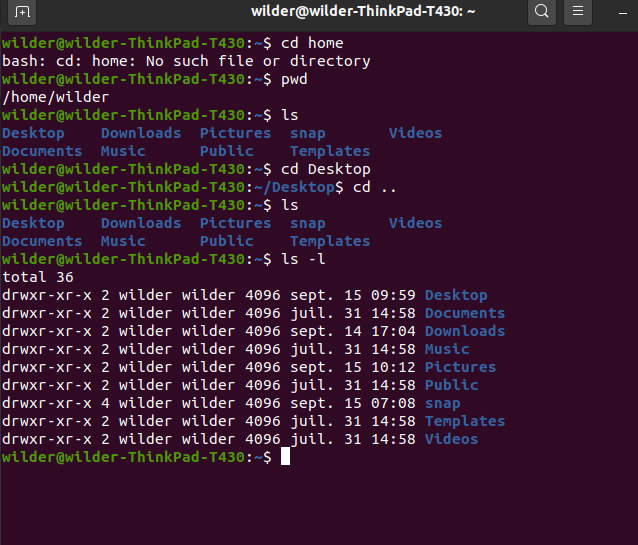 wilder@wilder-ThinkPad-T430: ~
wilder@wilder-ThinkPad-T430:~$ cd home
bash: cd: home: No such file or directory
wilder@wilder-ThinkPad-T430:~$ pwd
/home/wilder
wilder@wilder-ThinkPad-T430:~$ ls
Desktop    Downloads  Pictures  snap       Videos
Documents  Music      Public    Templates
wilder@wilder-ThinkPad-T430:~$ cd Desktop
wilder@wilder-ThinkPad-T430:~/Desktop$ cd ..
wilder@wilder-ThinkPad-T430:~$ ls
Desktop    Downloads  Pictures  snap       Videos
Documents  Music      Public    Templates
wilder@wilder-ThinkPad-T430:~$ ls -l
total 36
drwxr-xr-x 2 wilder wilder 4096 sept. 15 09:59 Desktop
drwxr-xr-x 2 wilder wilder 4096 juil. 31 14:58 Documents
drwxr-xr-x 2 wilder wilder 4096 sept. 14 17:04 Downloads
drwxr-xr-x 2 wilder wilder 4096 juil. 31 14:58 Music
drwxr-xr-x 2 wilder wilder 4096 sept. 15 10:12 Pictures
drwxr-xr-x 2 wilder wilder 4096 juil. 31 14:58 Public
drwxr-xr-x 4 wilder wilder 4096 sept. 15 07:08 snap
drwxr-xr-x 2 wilder wilder 4096 juil. 31 14:58 Templates
drwxr-xr-x 2 wilder wilder 4096 juil. 31 14:58 Videos
wilder@wilder-ThinkPad-T430:~$